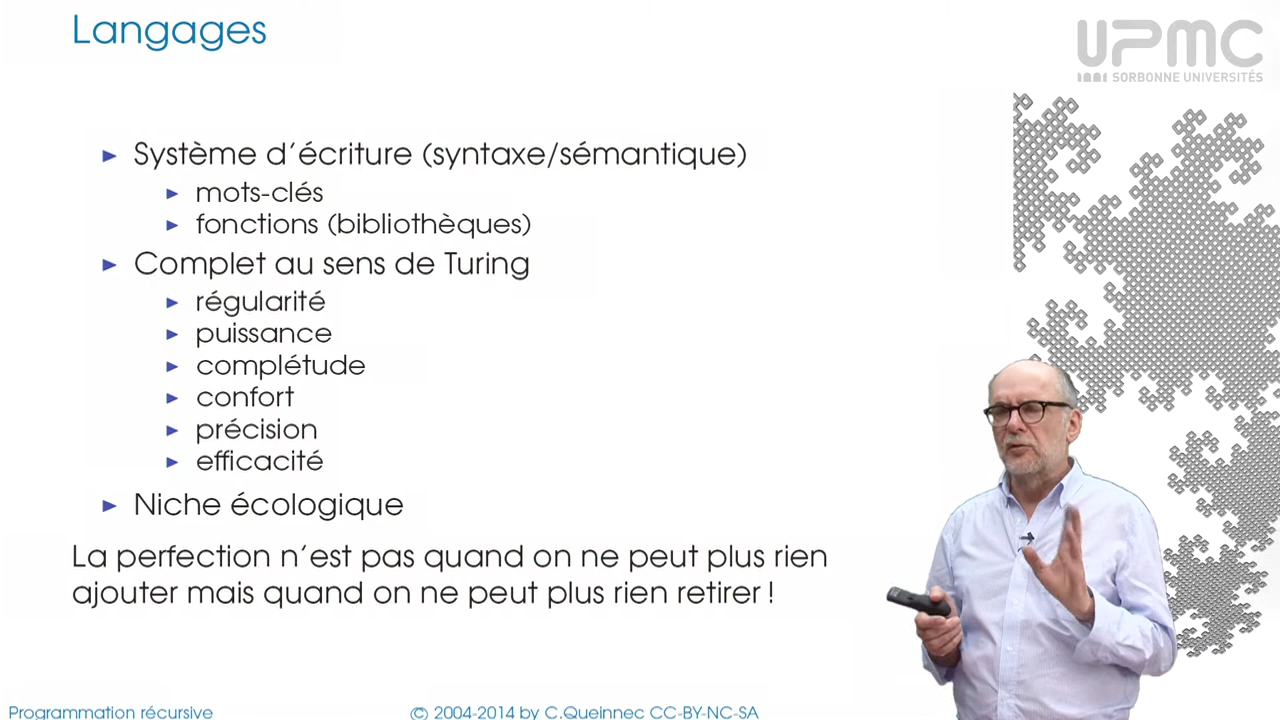 Langages
UPMC
SORBONNE UNIVERSITÉS
► Système d'écriture (syntaxe/sémantique)
► mots-clés
► fonctions (bibliothèques)
► Complet au sens de Turing
► régularité
► puissance
► complétude
► confort
► précision
► efficacité
► Niche écologique
La perfection n'est pas quand on ne peut plus rien
ajouter mais quand on ne peut plus rien retirer !
Programmation récursive
© 2004-2014 by C.Queinnec CC-BY-NC-SA